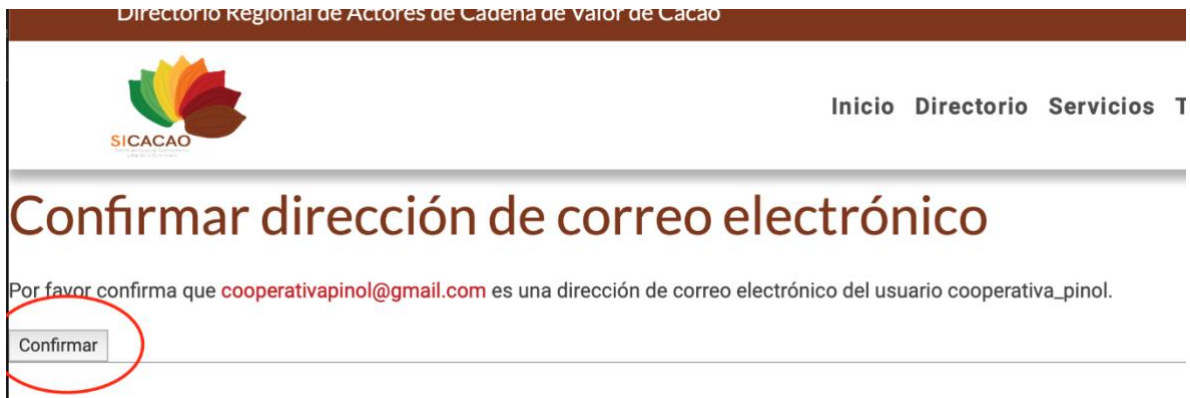 Directorio Regional de Actores de Cadena de Valor de Cacao
SICACAO
Inicio Directorio Servicios T
Confirmar dirección de correo electrónico
Por favor confirma que cooperativapinol@gmail.com es una dirección de correo electrónico del usuario cooperativa_pinol.
Confirmar